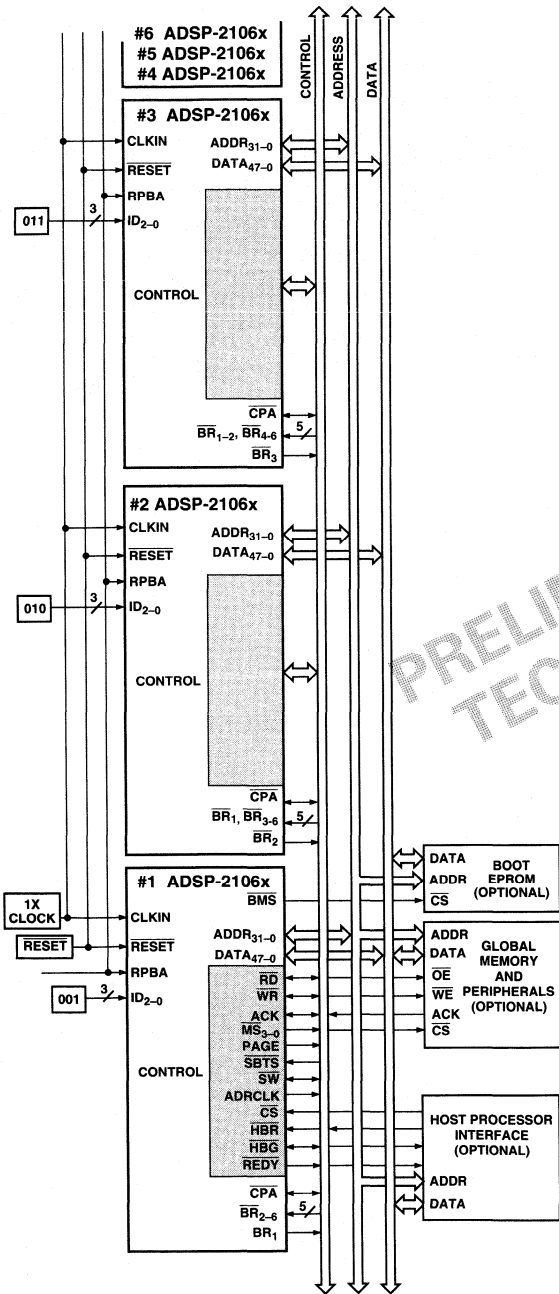 #6 ADSP-2106x
#5 ADSP-2106x
#4 ADSP-2106x
CONTROL
ADDRESS
DATA
#3 ADSP-2106x
CLKIN
ADDR31–0
DATA47–0
RESET
RPBA
3
011
ID2–0
CONTROL
CPA
BR1–2, BR4-6
5
BR3
#2 ADSP-2106x
CLKIN
ADDR31–0
DATA47–0
RESET
RPBA
3
010
ID2–0
CONTROL
CPA
BR1, BR3-6
5
BR2
PRELI
TEC
#1 ADSP-2106x
BMS
1X
CLOCK
CLKIN
RESET
RESET
ADDR31–0
DATA47–0
RPBA
3
001
ID2–0
CONTROL
RD
WR
ACK
MS3–0
PAGE
SBTS
SW
ADRCLK
CS
HBR
HBG
REDY
CPA
BR2–6
5
BR1
DATA
ADDR
CS
BOOT
EPROM
(OPTIONAL)
ADDR
DATA
OE
WE
ACK
CS
GLOBAL
MEMORY
AND
PERIPHERALS
(OPTIONAL)
HOST PROCESSOR
INTERFACE
(OPTIONAL)
ADDR
DATA